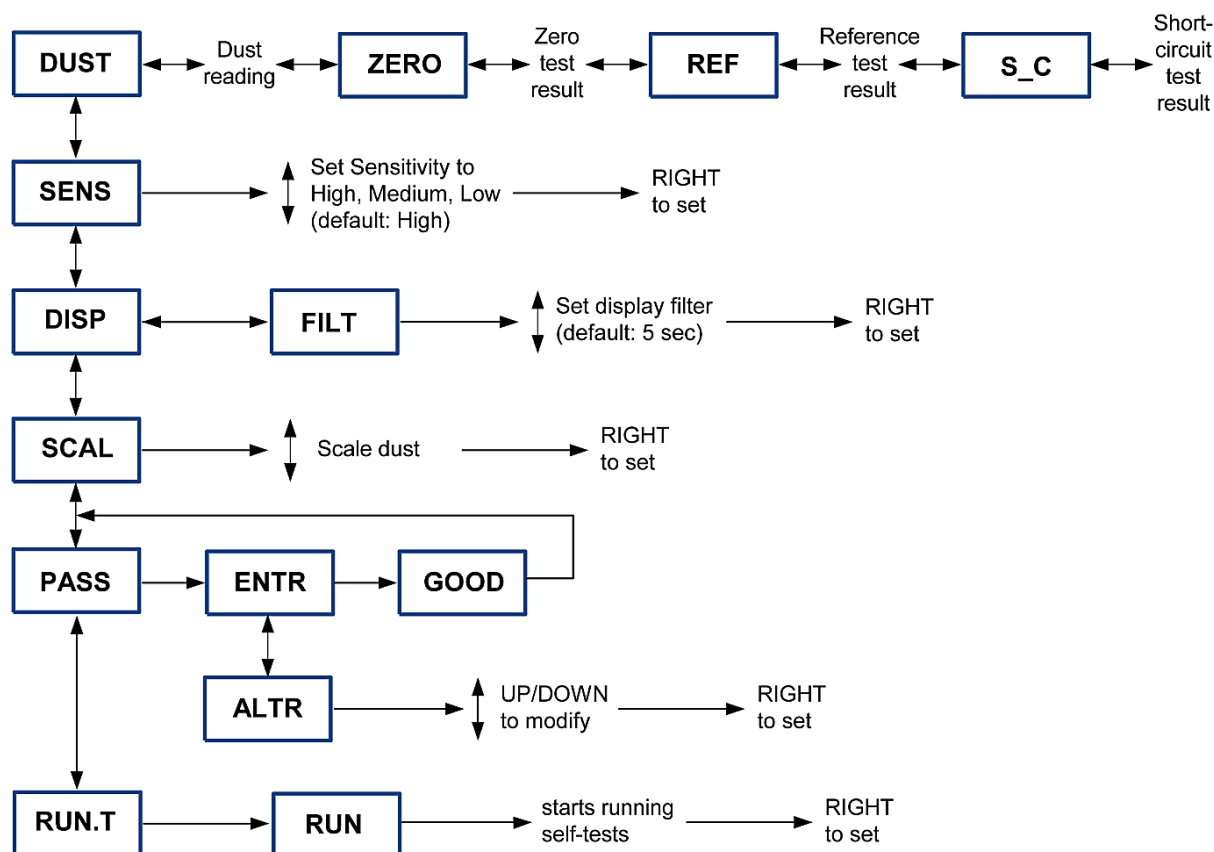 DUST
Dust
reading
ZERO
Zero
test
result
REF
Reference
test
result
S_C
Short-
circuit
test
result
SENS
Set Sensitivity to
High, Medium, Low
(default: High)
RIGHT
to set
DISP
FILT
Set display filter
(default: 5 sec)
RIGHT
to set
SCAL
Scale dust
RIGHT
to set
PASS
ENTR
GOOD
ALTR
UP/DOWN
to modify
RIGHT
to set
RUN.T
RUN
starts running
self-tests
RIGHT
to set